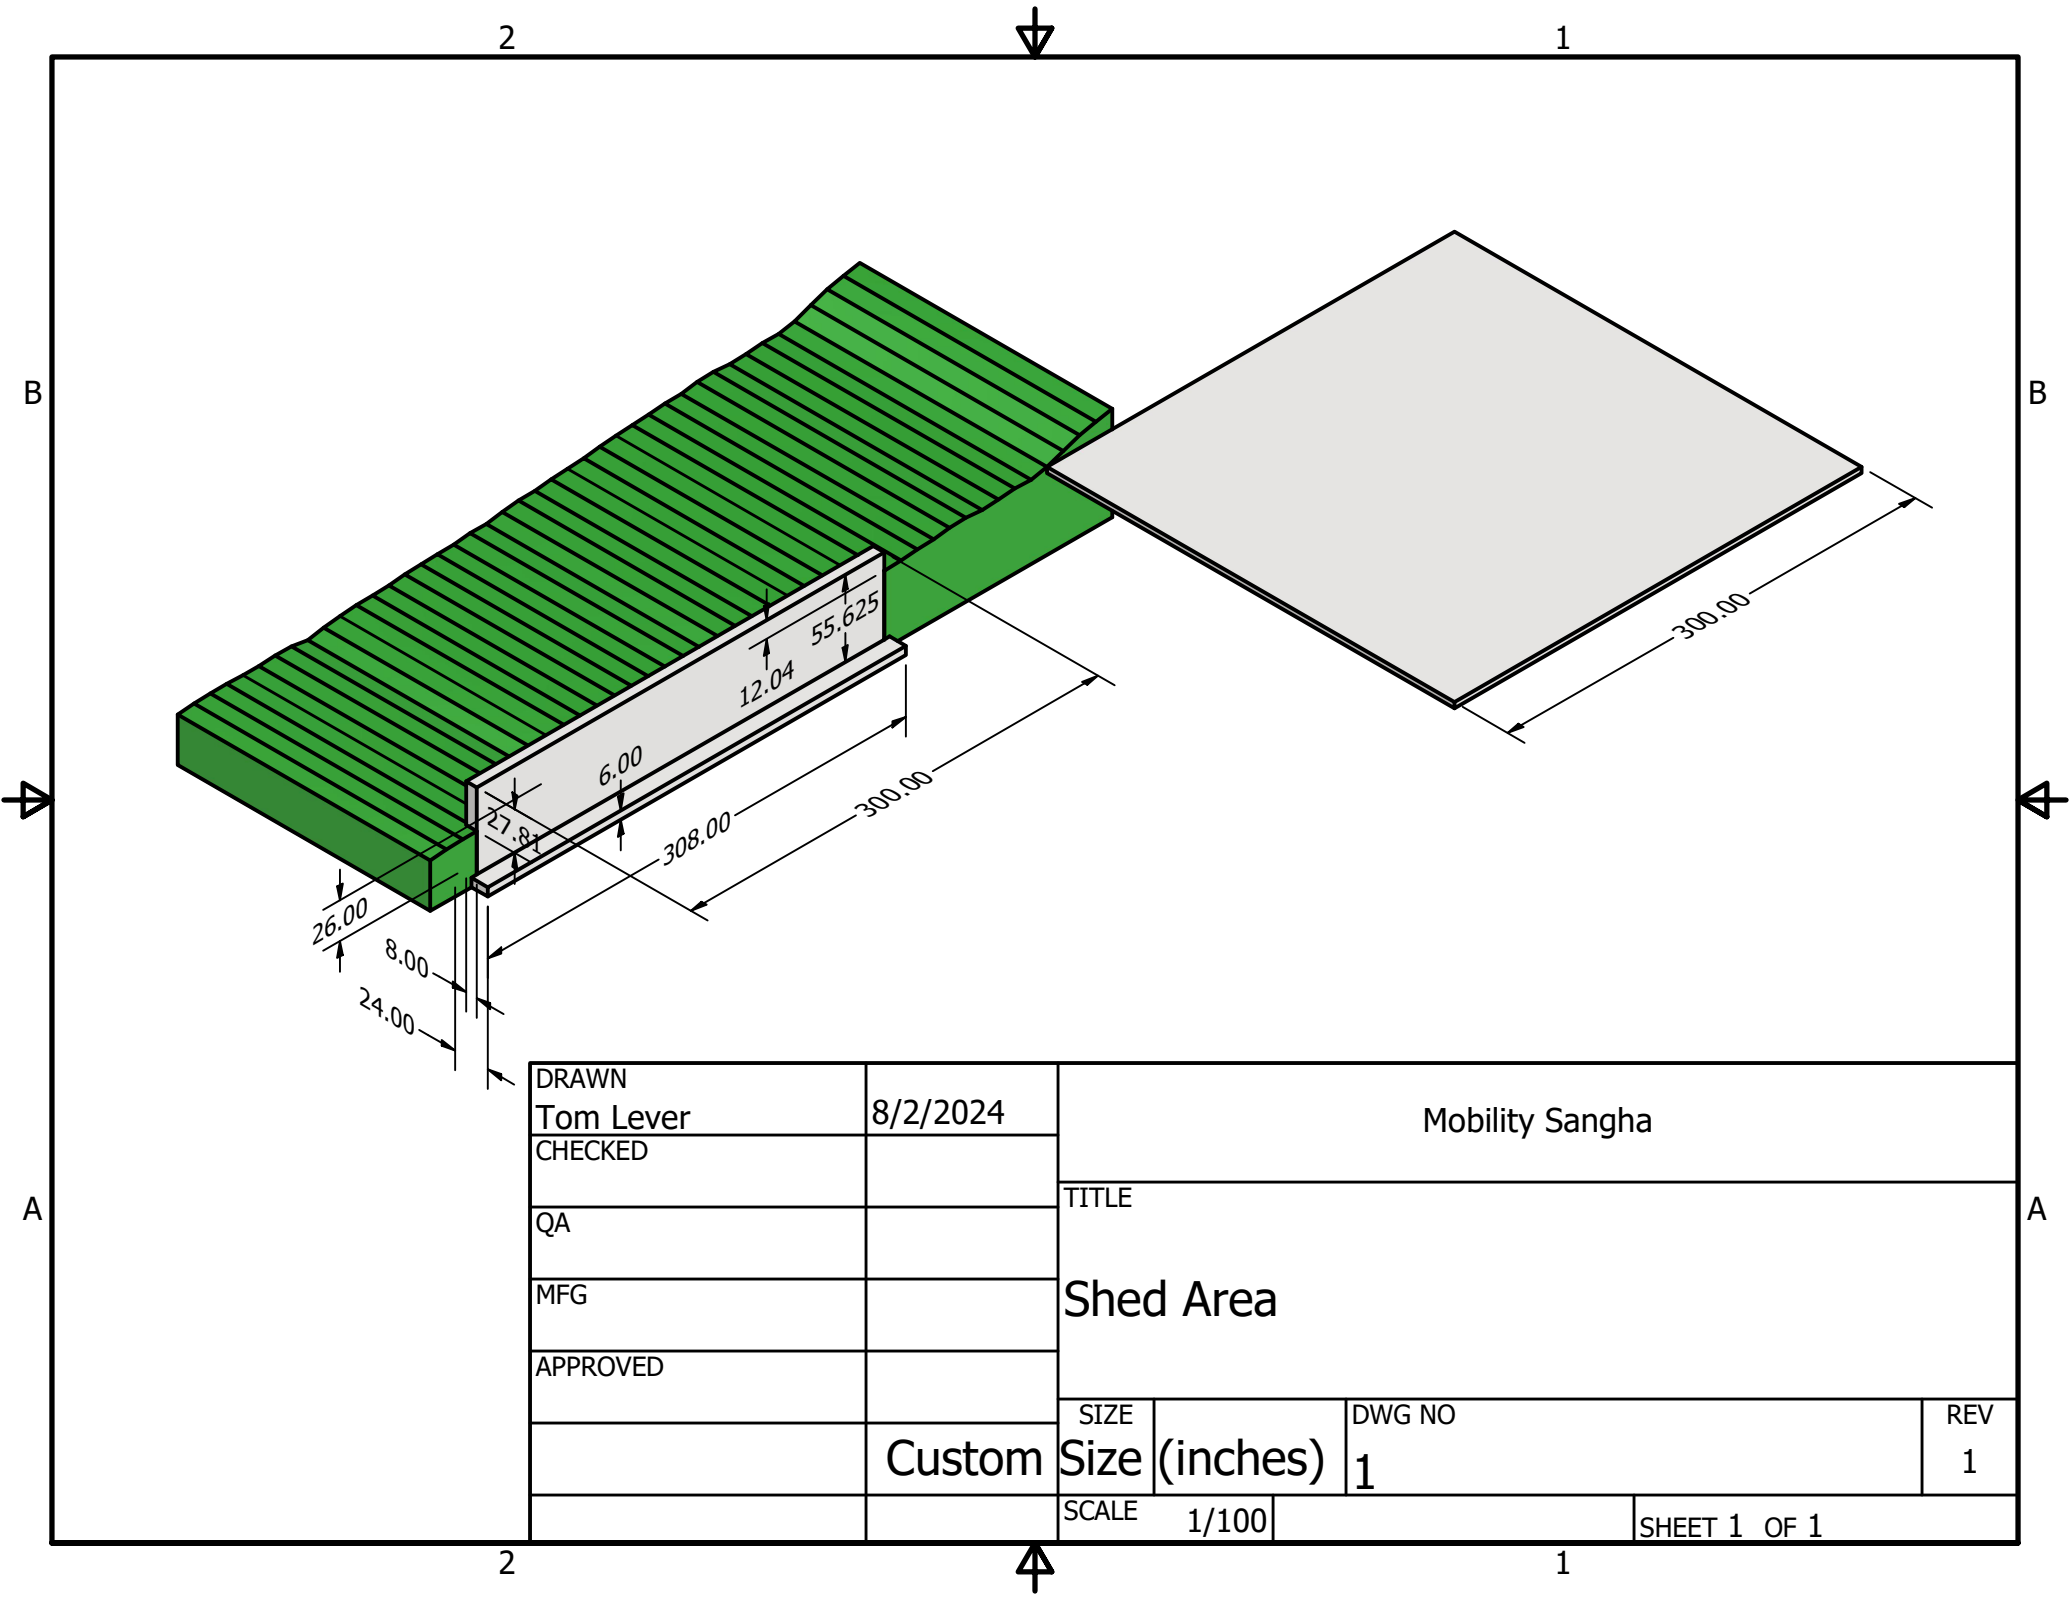 2
1
B
B
300.00
55.625
12.04
6.00
300.00
27.81
308.00
26.00
8.00
24.00
DRAWN
Tom Lever
8/2/2024
Mobility Sangha
CHECKED
TITLE
A
A
QA
MFG
Shed Area
APPROVED
SIZE
DWG NO
REV
Custom Size (inches)
1
1
SCALE
1/100
SHEET 1 OF 1
2
1